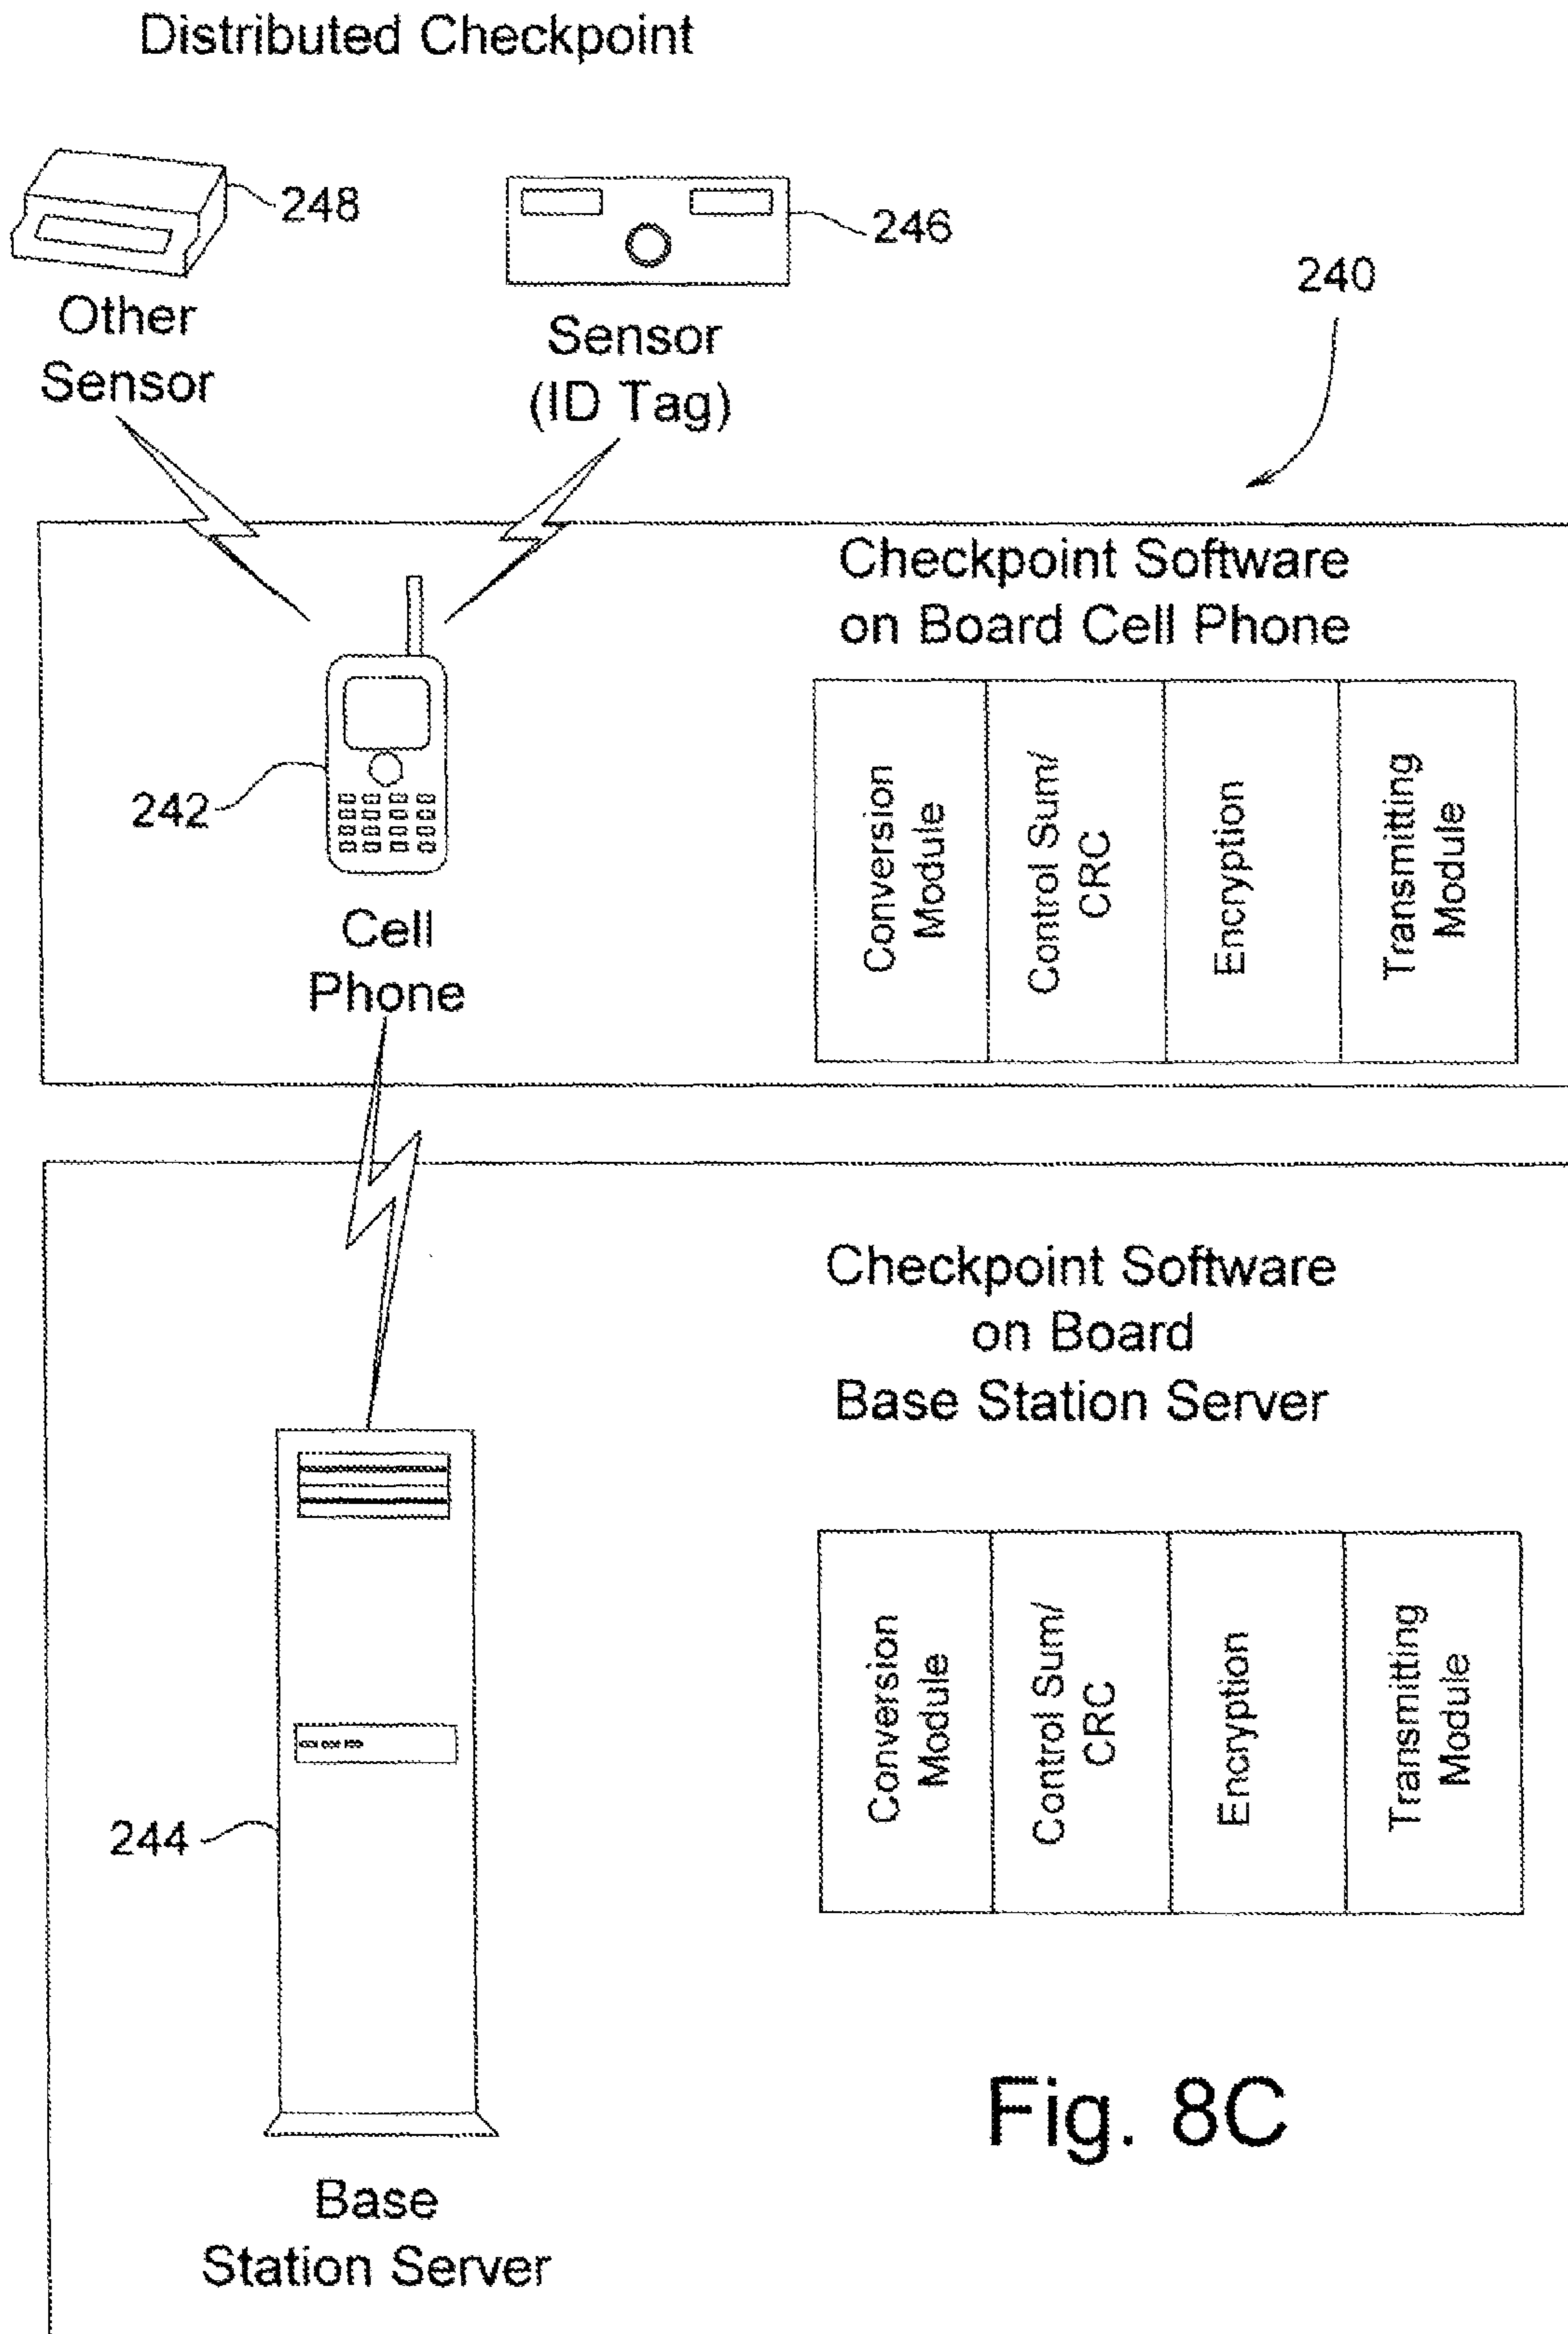 Distributed Checkpoint
248
246
240
Other
Sensor
Sensor
(ID Tag)
Checkpoint Software
on Board Cell Phone
242
Conversion
Module
Control Sum/
CRC
Encryption
Transmitting
Module
Cell
Phone
Checkpoint Software
on Board
Base Station Server
244
Conversion
Module
Control Sum/
CRC
Encryption
Transmitting
Module
Fig. 8C
Base
Station Server